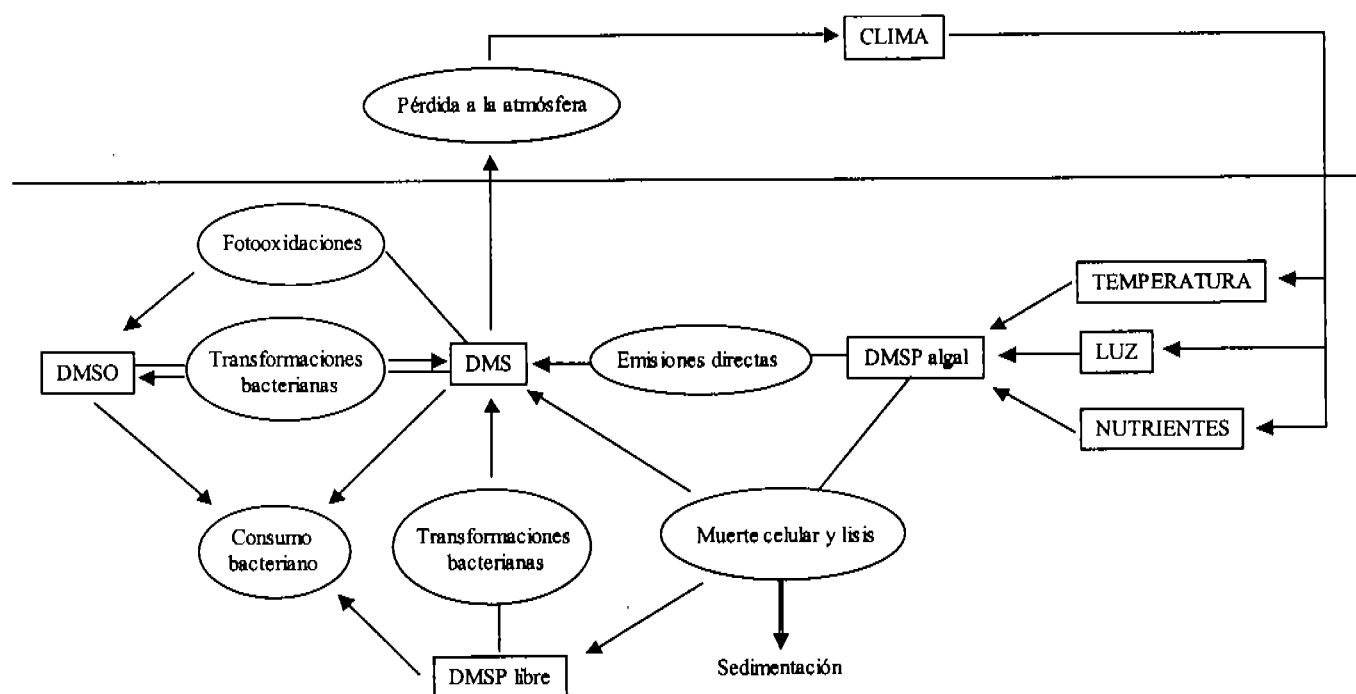 CLIMA
Pérdida a la atmósfera
Fotooxidaciones
TEMPERATURA
Transformaciones
bacterianas
DMSO
DMS
Emisiones directas
DMSP algal
LUZ
NUTRIENTES
Consumo
bacteriano
Transformaciones
bacterianas
Muerte celular y lisis
DMSP libre
Sedimentación